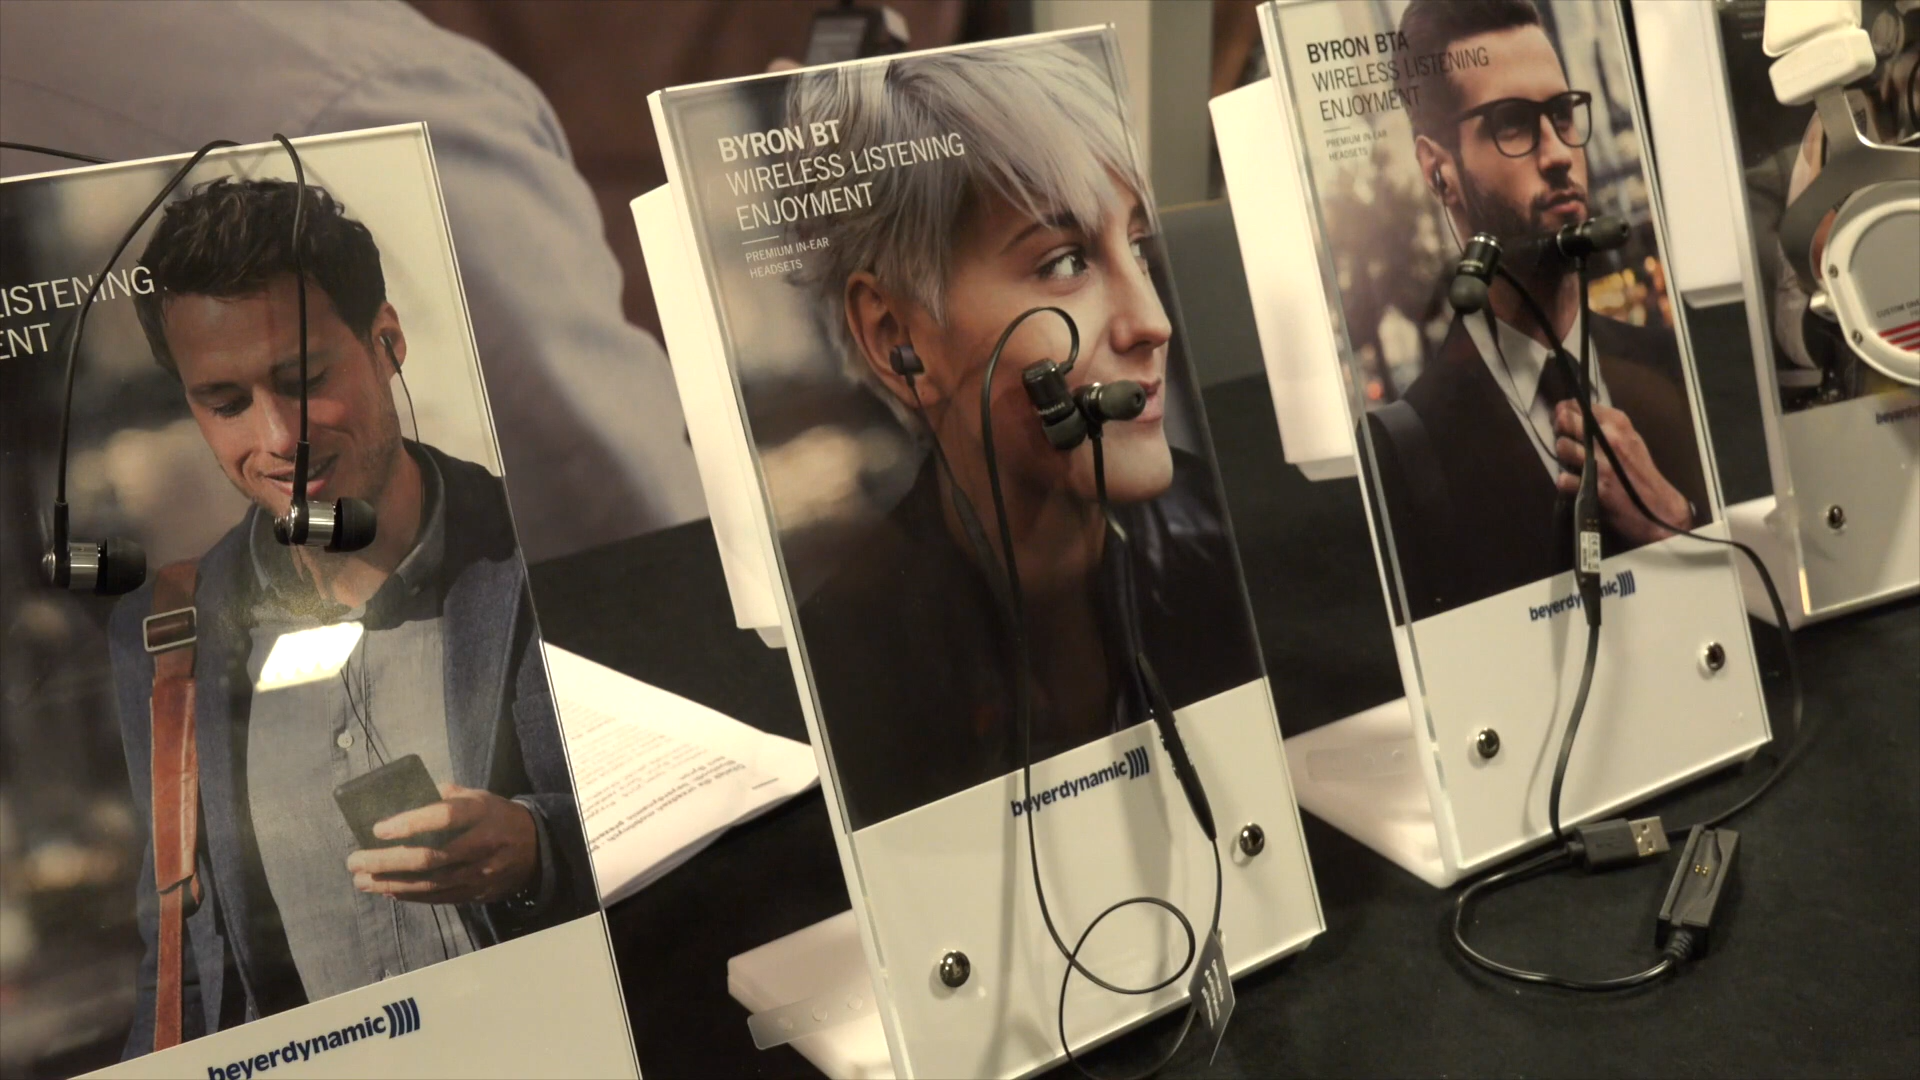 LISTENING
ENT
beyerdynamic
BYRON BT
WIRELESS LISTENING
ENJOYMENT
PREMIUM IN-EAR
HEADSETS
beyerdynamic
BYRON BTA
WIRELESS LISTENING
ENJOYMENT
PREMIUM IN-EAR
HEADSETS
beyerdynamic